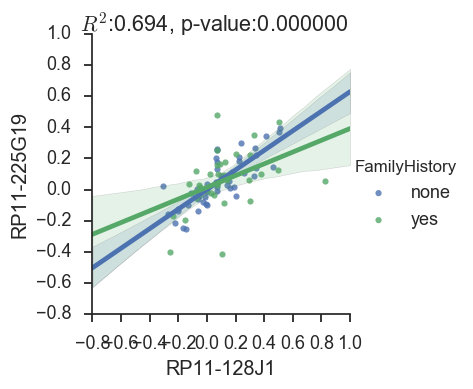 R²:0.694, p-value:0.000000
1.0
0.8
0.6
0.4
0.2
0.0
−0.2
−0.4
−0.6
−0.8
RP11-225G19
−0.8−0.6−0.4−0.20.0 0.2 0.4 0.6 0.8 1.0
RP11-128J1
FamilyHistory
none
yes